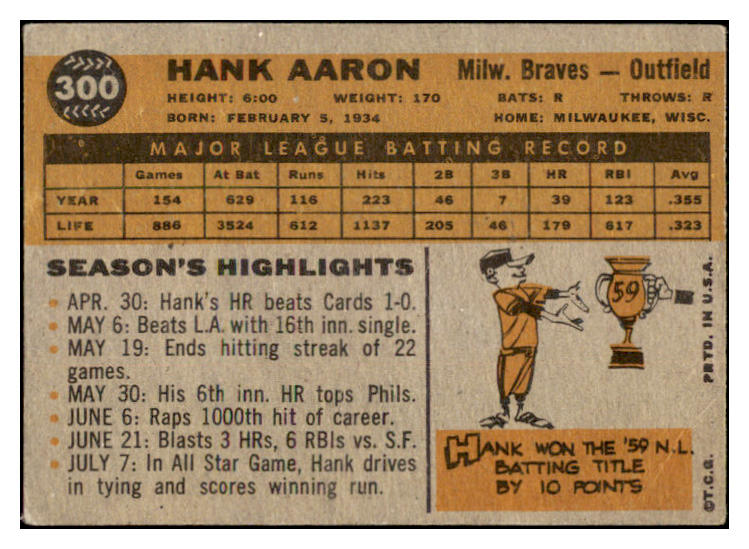 300
HANK AARON Milw. Braves — Outfield
HEIGHT: 6:00 WEIGHT: 170 BATS: R THROWS: R
BORN: FEBRUARY 5, 1934 HOME: MILWAUKEE, WISC.
MAJOR LEAGUE BATTING RECORD
Games At Bat Runs Hits 2B 3B HR RBI Avg
YEAR 154 629 116 223 46 7 39 123 .355
LIFE 886 3524 612 1137 205 46 179 617 .323
SEASON'S HIGHLIGHTS
• APR. 30: Hank's HR beats Cards 1-0.
• MAY 6: Beats L.A. with 16th inn. single.
• MAY 19: Ends hitting streak of 22
games.
• MAY 30: His 6th inn. HR tops Phils.
• JUNE 6: Raps 1000th hit of career.
• JUNE 21: Blasts 3 HRs, 6 RBIs vs. S.F.
• JULY 7: In All Star Game, Hank drives
in tying and scores winning run.
59
HANK WON THE '59 N.L.
BATTING TITLE
BY 10 POINTS
©T.C.G. PRTD. IN U.S.A.